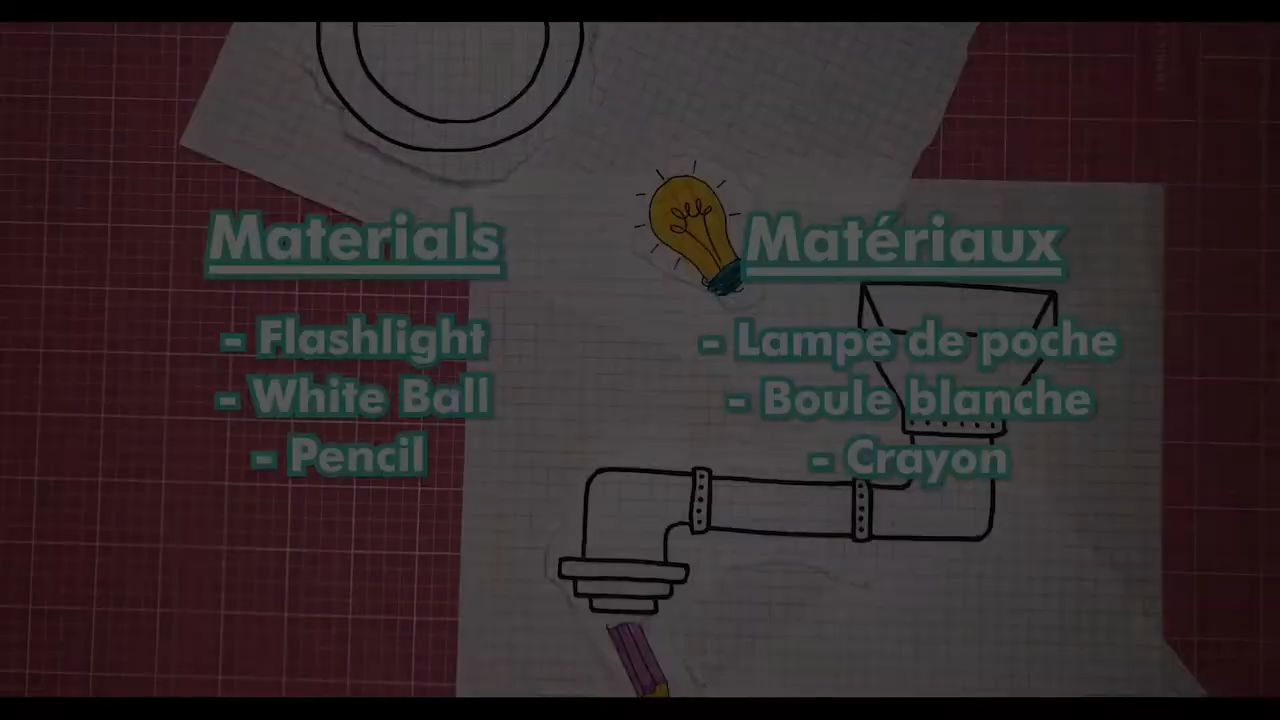 Materials
- Flashlight
- White Ball
- Pencil
Matériaux
- Lampe de poche
- Boule blanche
- Crayon